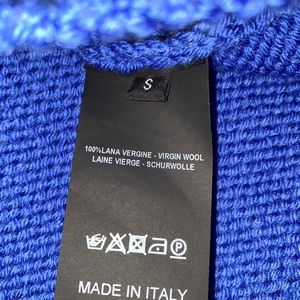 S
100%LANA VERGINE - VIRGIN WOOL
LAINE VIERGE - SCHURWOLLE
MADE IN ITALY